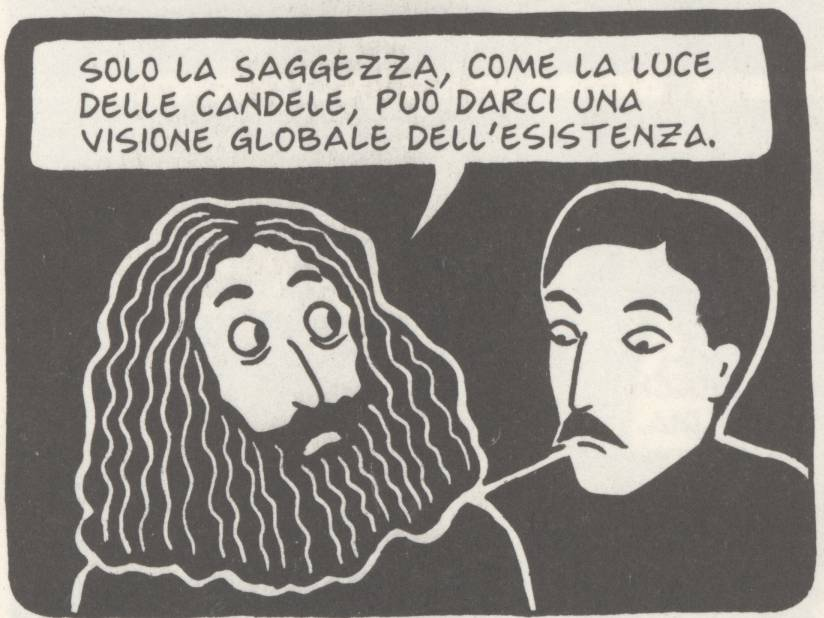 SOLO LA SAGGEZZA, COME LA LUCE
DELLE CANDELE, PUÒ DARCI UNA
VISIONE GLOBALE DELL'ESISTENZA.